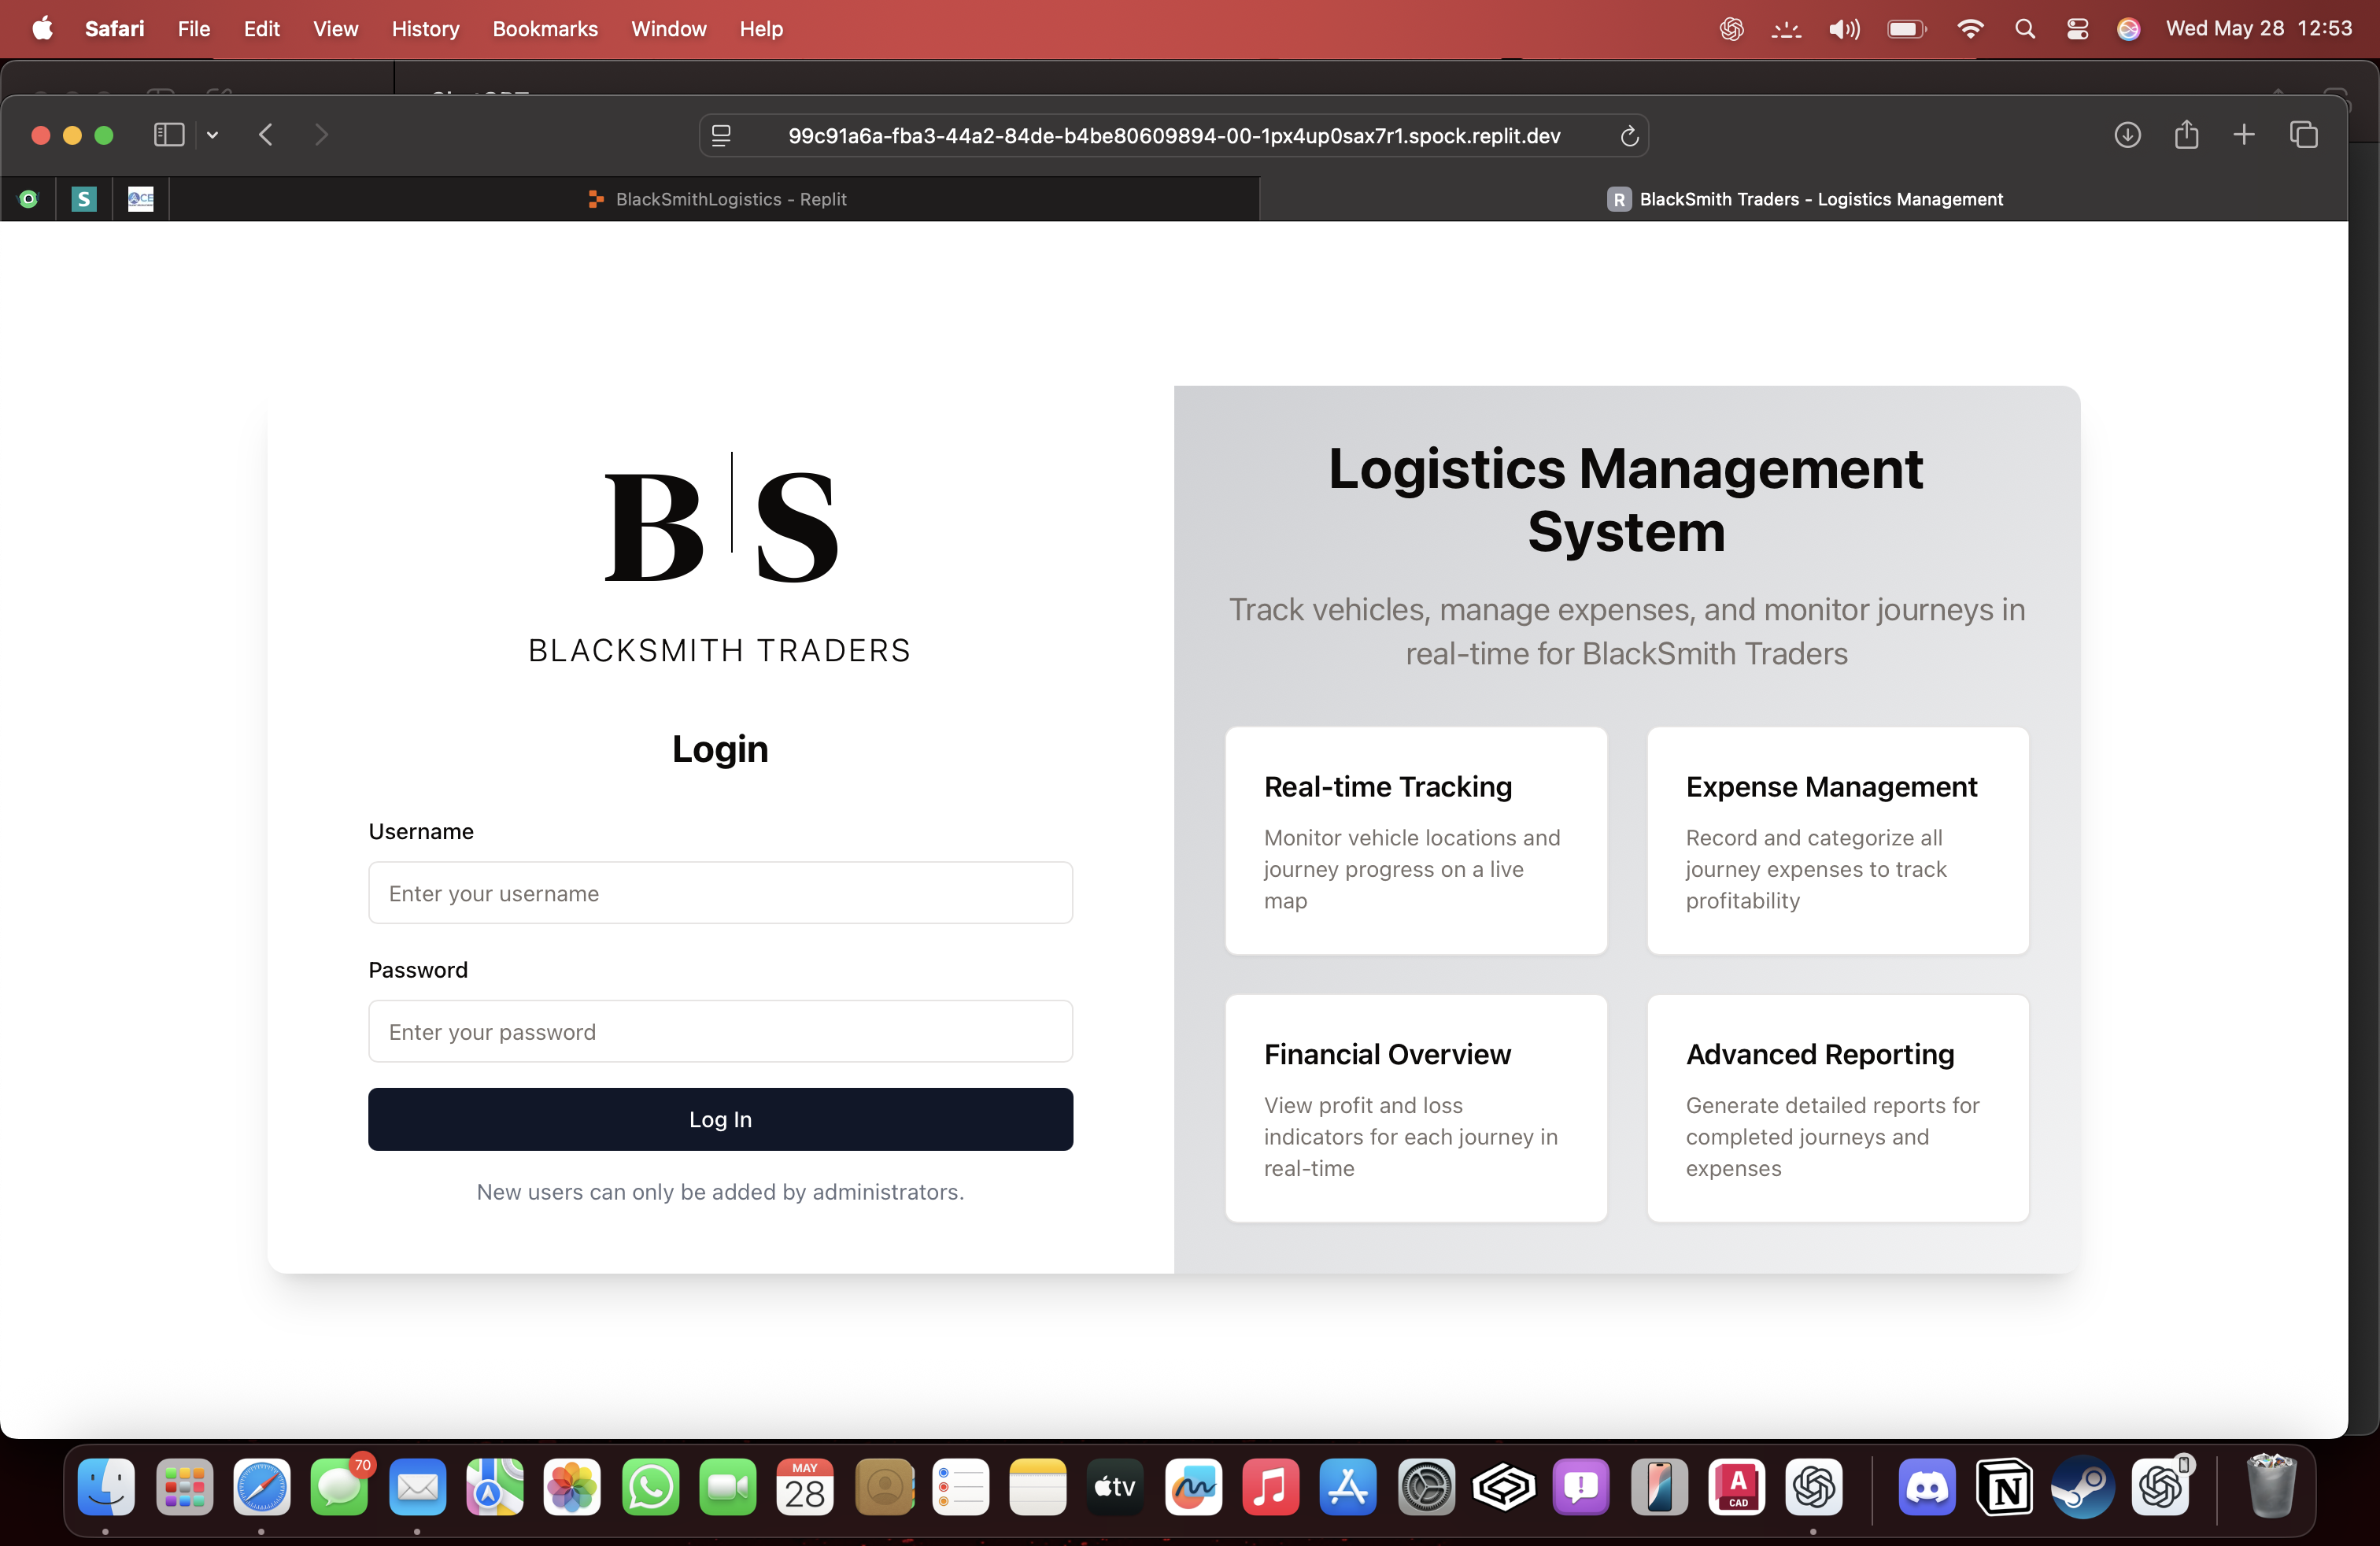 Safari File Edit View History Bookmarks Window Help Wed May 28 12:53
99c91a6a-fba3-44a2-84de-b4be80609894-00-1px4up0sax7r1.spock.replit.dev
S
ACE
BlackSmithLogistics - Replit
R BlackSmith Traders - Logistics Management
B|S
BLACKSMITH TRADERS
Login
Username
Enter your username
Password
Enter your password
Log In
New users can only be added by administrators.
Logistics Management
System
Track vehicles, manage expenses, and monitor journeys in
real-time for BlackSmith Traders
Real-time Tracking
Monitor vehicle locations and
journey progress on a live
map
Expense Management
Record and categorize all
journey expenses to track
profitability
Financial Overview
View profit and loss
indicators for each journey in
real-time
Advanced Reporting
Generate detailed reports for
completed journeys and
expenses
70
MAY
28
tv
A
CAD
N